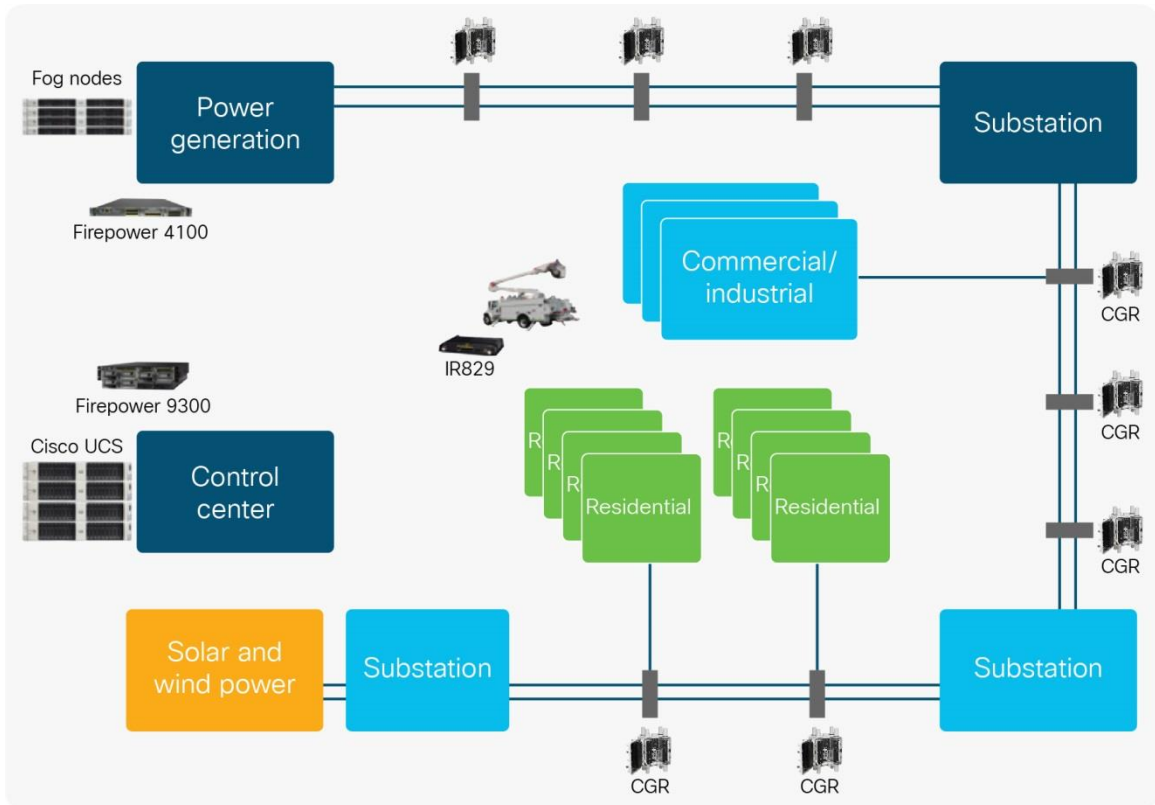 Fog nodes
Power
generation
Substation
Firepower 4100
Commercial/
industrial
CGR
IR829
Firepower 9300
CGR
Cisco UCS
Control
center
R
R
R
Residential
R
R
R
Residential
CGR
Solar and
wind power
Substation
Substation
CGR
CGR